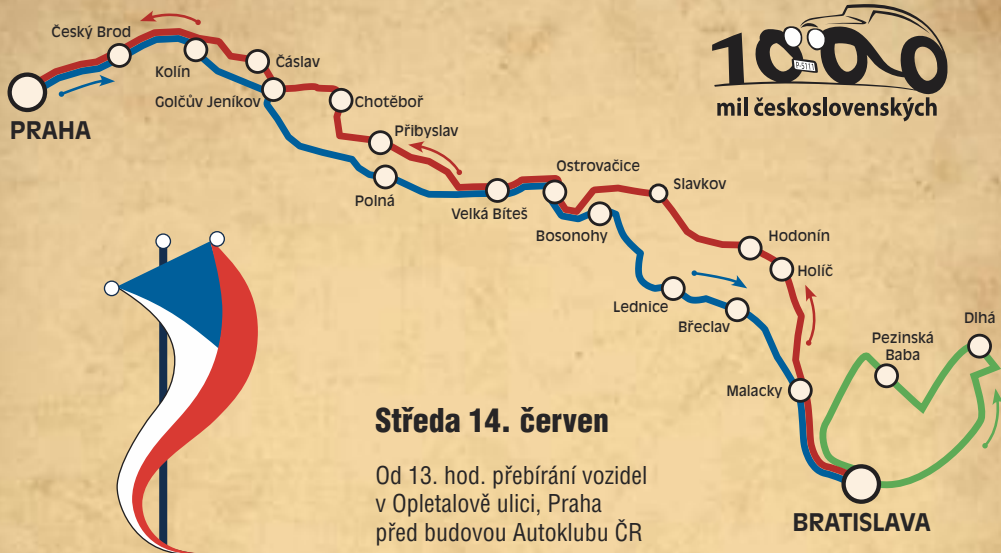 Český Brod
Kolín
Čáslav
Golčův Jeníkov
Chotěboř
PRAHA
Přibyslav
Polná
Velká Bíteš
Ostrovačice
Bosonohy
Slavkov
Hodonín
Holíč
Lednice
Břeclav
Malacky
Pezinská
Baba
Dlhá
BRATISLAVA
1000
P-5111
mil československých
Středa 14. červen
Od 13. hod. přebírání vozidel
v Opletalově ulici, Praha
před budovou Autoklubu ČR